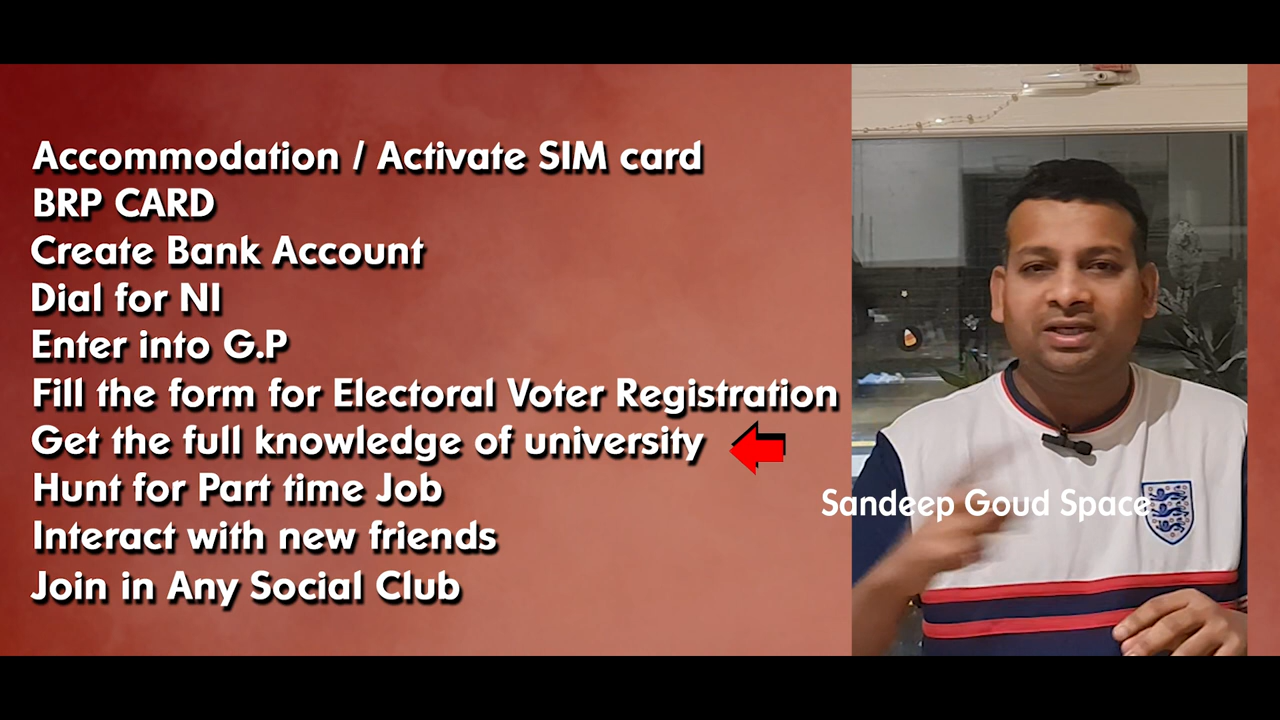 Accommodation / Activate SIM card
BRP CARD
Create Bank Account
Dial for NI
Enter into G.P
Fill the form for Electoral Voter Registration
Get the full knowledge of university
Hunt for Part time Job
Interact with new friends
Join in Any Social Club
Sandeep Goud Space